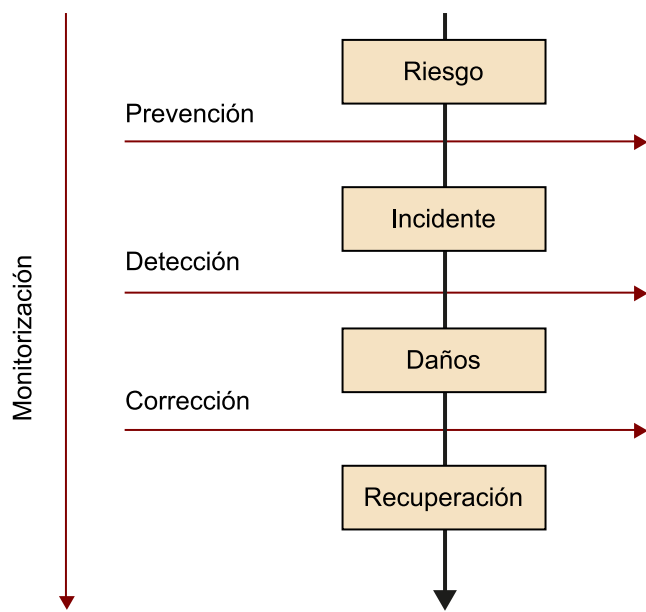 Riesgo
Prevención
Incidente
Detección
Daños
Corrección
Recuperación
Monitorización